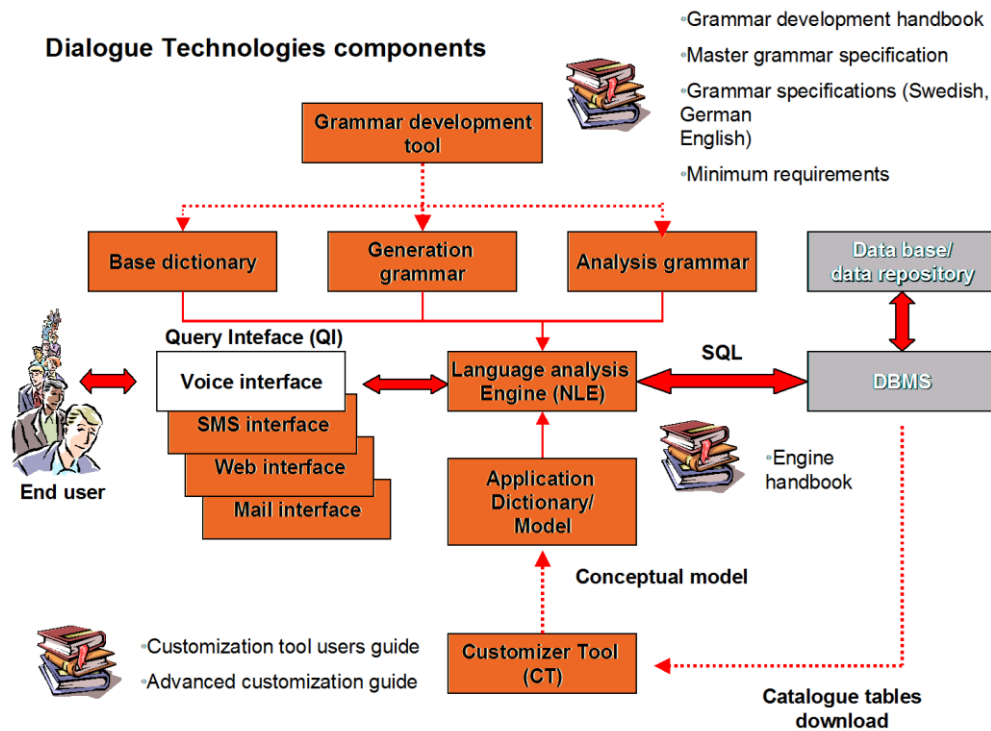 Dialogue Technologies components
•Grammar development handbook
•Master grammar specification
•Grammar specifications (Swedish,
German
English)
•Minimum requirements
Grammar development
tool
Base dictionary
Generation
grammar
Analysis grammar
Data base/
data repository
Query Inteface (QI)
Voice interface
SMS interface
Web interface
Mail interface
End user
Language analysis
Engine (NLE)
SQL
DBMS
•Engine
handbook
Application
Dictionary/
Model
Conceptual model
•Customization tool users guide
•Advanced customization guide
Customizer Tool
(CT)
Catalogue tables
download